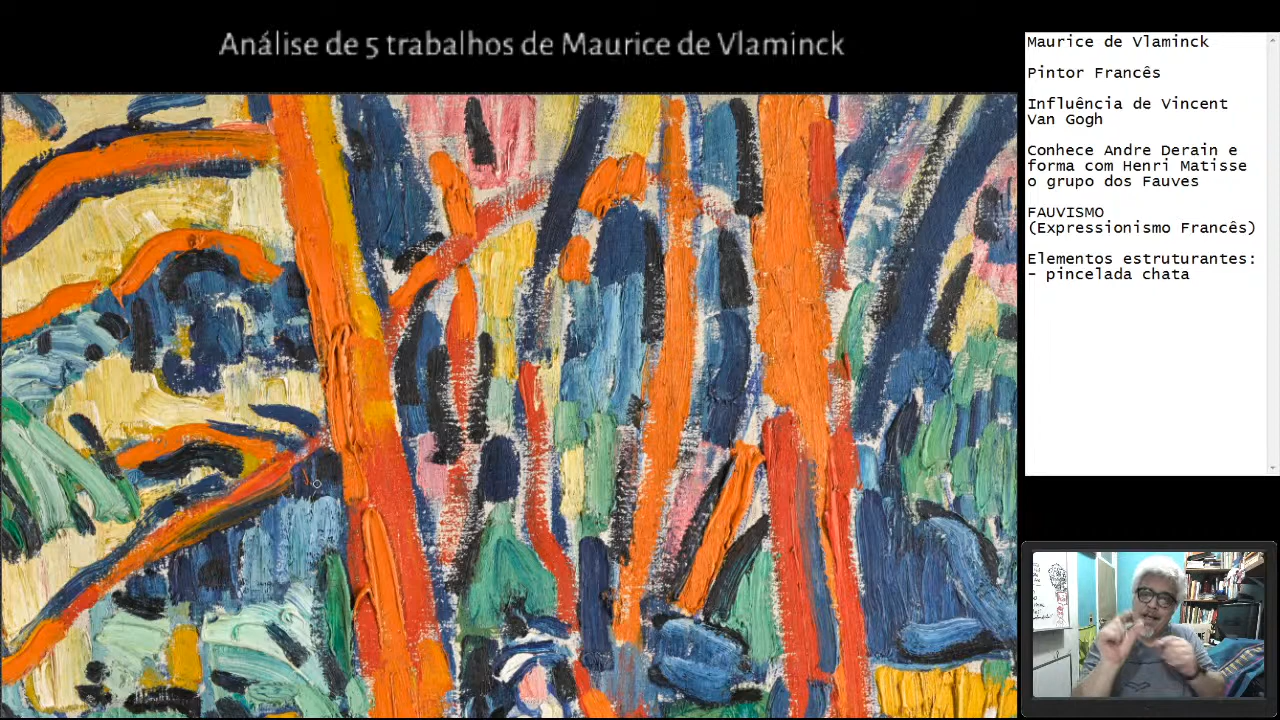 Análise de 5 trabalhos de Maurice de Vlaminck
Maurice de Vlaminck
Pintor Francês
Influência de Vincent
Van Gogh
Conhece Andre Derain e
forma com Henri Matisse
o grupo dos Fauves
FAUVISMO
(Expressionismo Francês)
Elementos estruturantes:
- pincelada chata